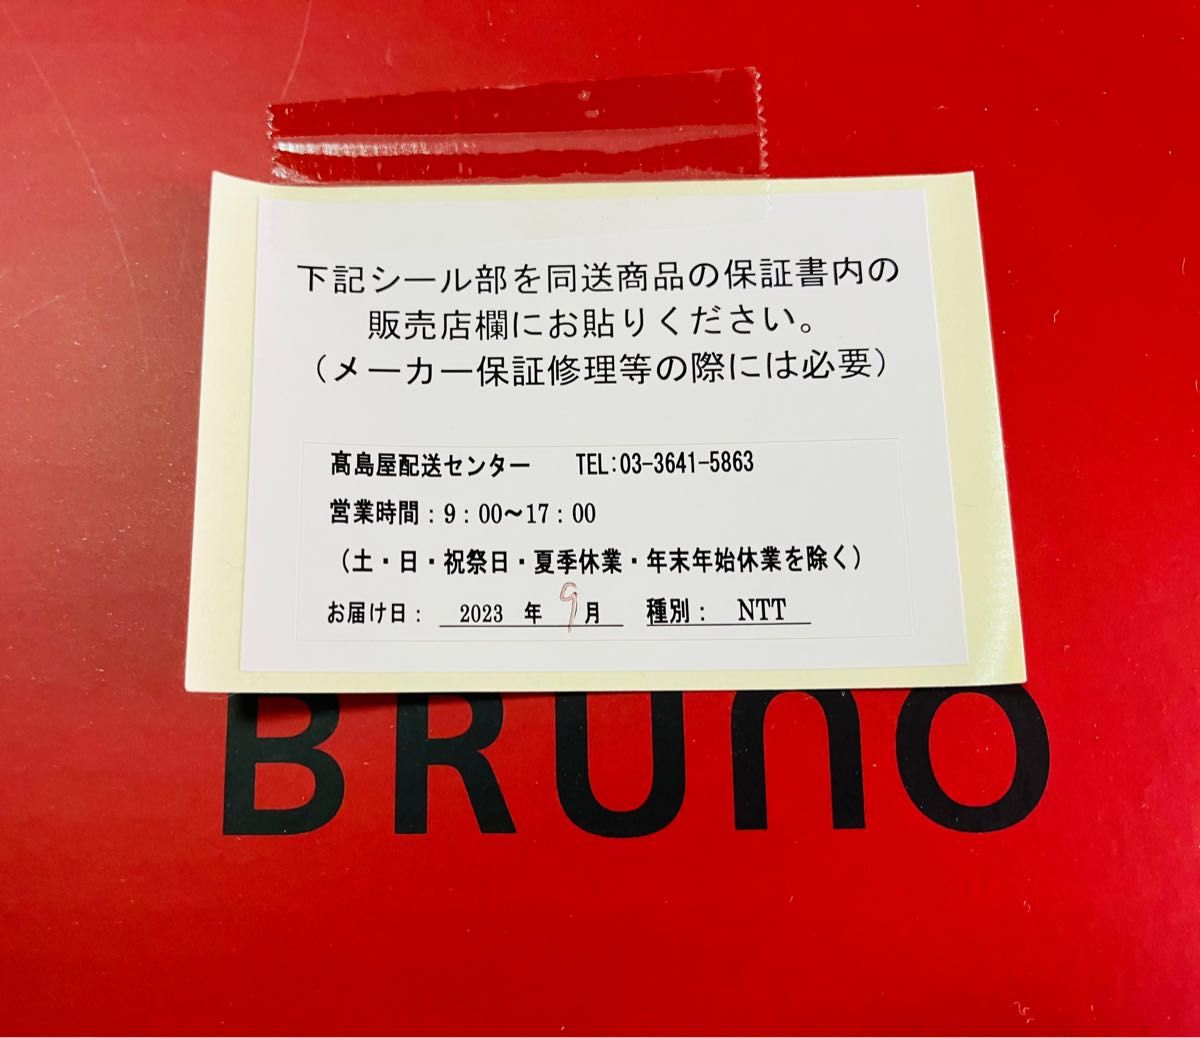 下記シール部を同送商品の保証書内の
販売店欄にお貼りください。
（メーカー保証修理等の際には必要）
髙島屋配送センター　　TEL:03-3641-5863
営業時間：9：00～17：00
（土・日・祝祭日・夏季休業・年末年始休業を除く）
お届け日：　2023　年　9月　種別：　NTT
BRUNO